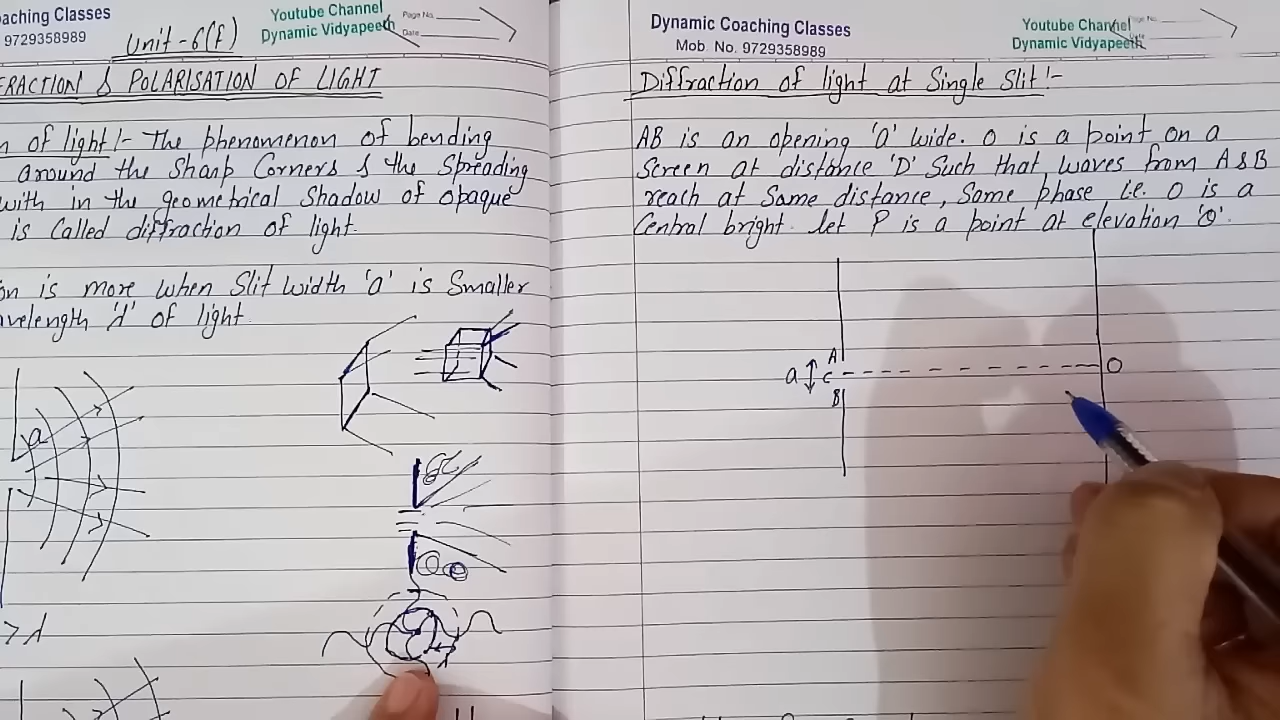 aching Classes
9729358989
Unit-6(f)
Youtube Channel
Dynamic Vidyapeeth
Page No.
Date
RACTION & POLARISATION OF LIGHT
n of light :- The phenomenon of bending
around the Sharp Corners & the Spreading
with in the geometrical Shadow of opaque
is Called diffraction of light.
on is more when Slit width 'a' is Smaller
avelength 'λ' of light.
a
> λ
Dynamic Coaching Classes
Mob. No. 9729358989
Youtube Channel
Dynamic Vidyapeeth
Diffraction of light at Single Slit :-
AB is an opening 'a' wide. O is a point on a
Screen at distance 'D' Such that waves from A & B
reach at Same distance, Same phase i.e. O is a
Central bright. let P is a point at elevation 'θ'.
A
a
C
O
B